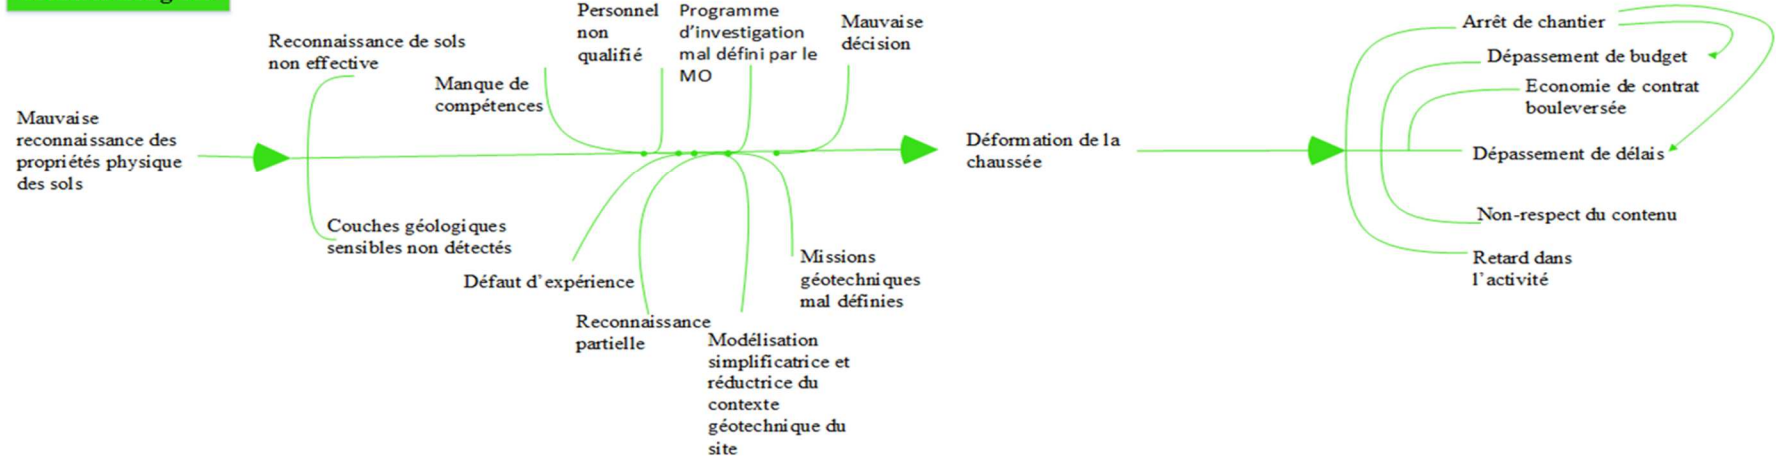 Reconnaissance de sols
non effective
Manque de
compétences
Personnel
non
qualifié
Programme
d’investigation
mal défini par le
MO
Mauvaise
décision
Mauvaise
reconnaissance des
propriétés physique
des sols
Couches géologiques
sensibles non détectés
Défaut d’expérience
Reconnaissance
partielle
Modélisation
simplificatrice et
réductrice du
contexte
géotechnique du
site
Missions
géotechniques
mal définies
Déformation de la
chaussée
Arrêt de chantier
Dépassement de budget
Economie de contrat
bouleversée
Dépassement de délais
Non-respect du contenu
Retard dans
l’activité